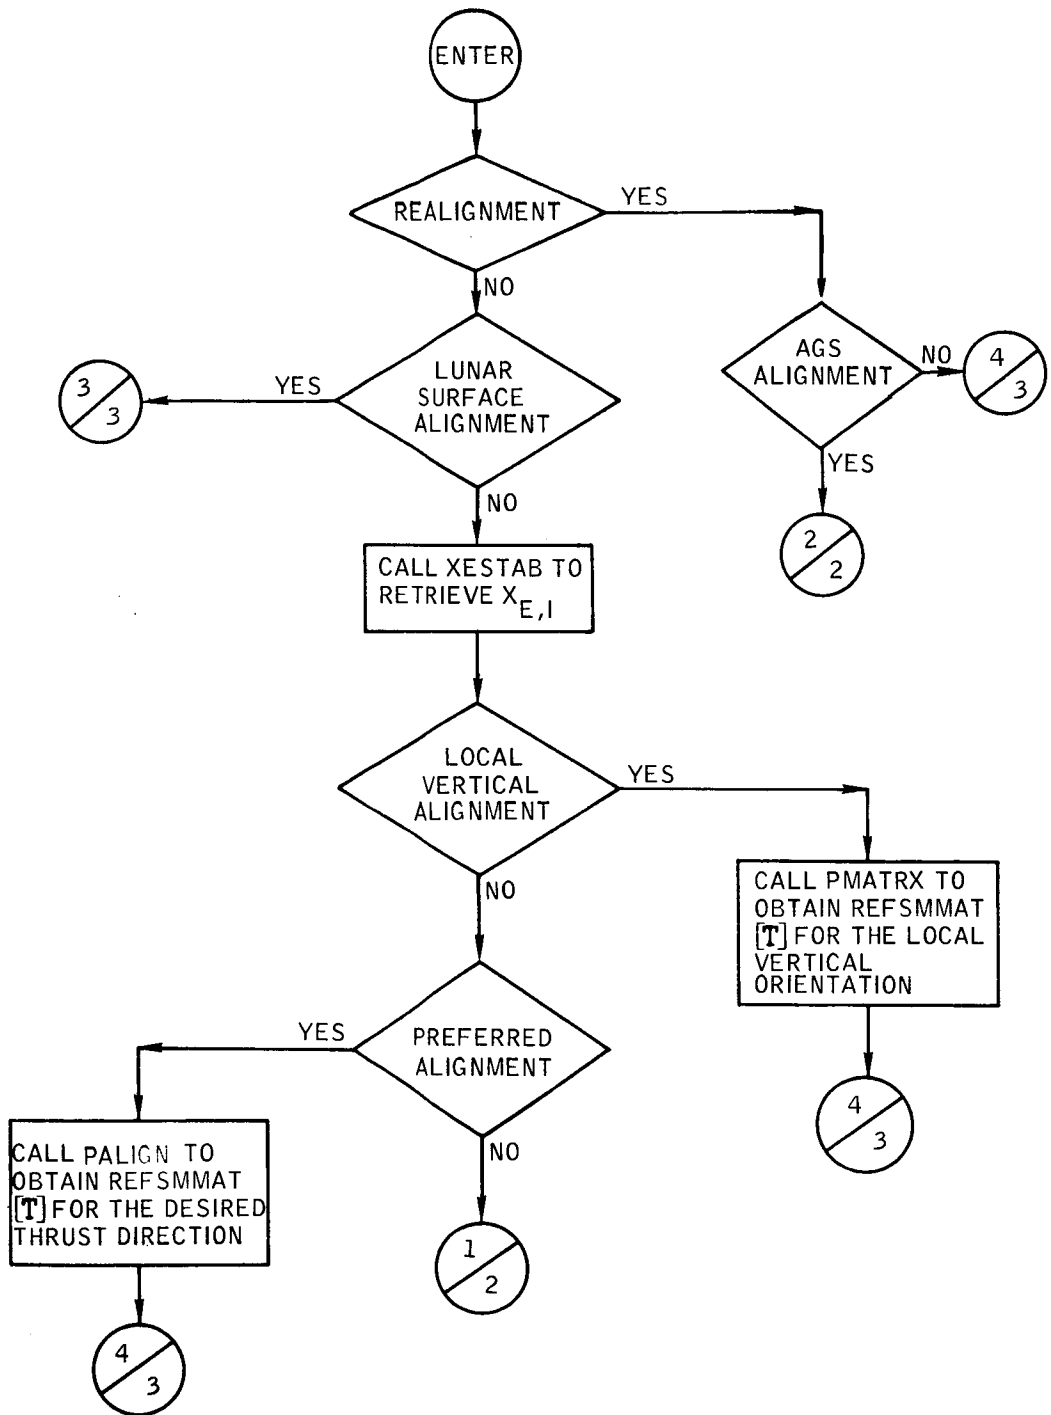 ENTER
REALIGNMENT
YES
NO
LUNAR
SURFACE
ALIGNMENT
YES
3
3
NO
AGS
ALIGNMENT
NO
4
3
YES
2
2
CALL XESTAB TO
RETRIEVE X E,I
LOCAL
VERTICAL
ALIGNMENT
YES
NO
CALL PMATRX TO
OBTAIN REFSMMAT
[T] FOR THE LOCAL
VERTICAL
ORIENTATION
4
3
PREFERRED
ALIGNMENT
YES
NO
CALL PALIGN TO
OBTAIN REFSMMAT
[T] FOR THE DESIRED
THRUST DIRECTION
4
3
1
2